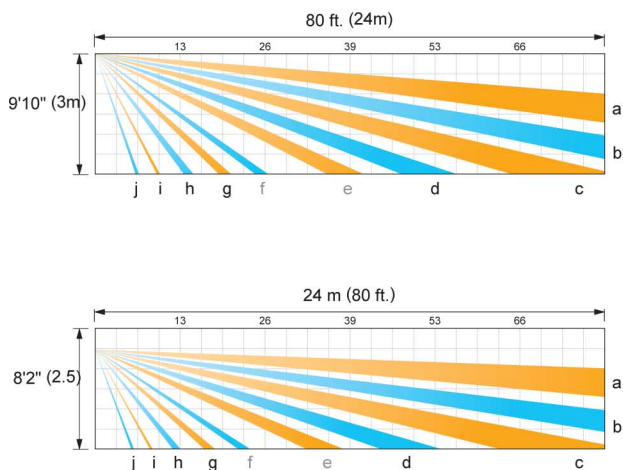 80 ft. (24m)
13 26 39 53 66
9'10" (3m)
a
b
j i h g f e d c
24 m (80 ft.)
13 26 39 53 66
8'2" (2.5)
a
b
j i h g f e d c